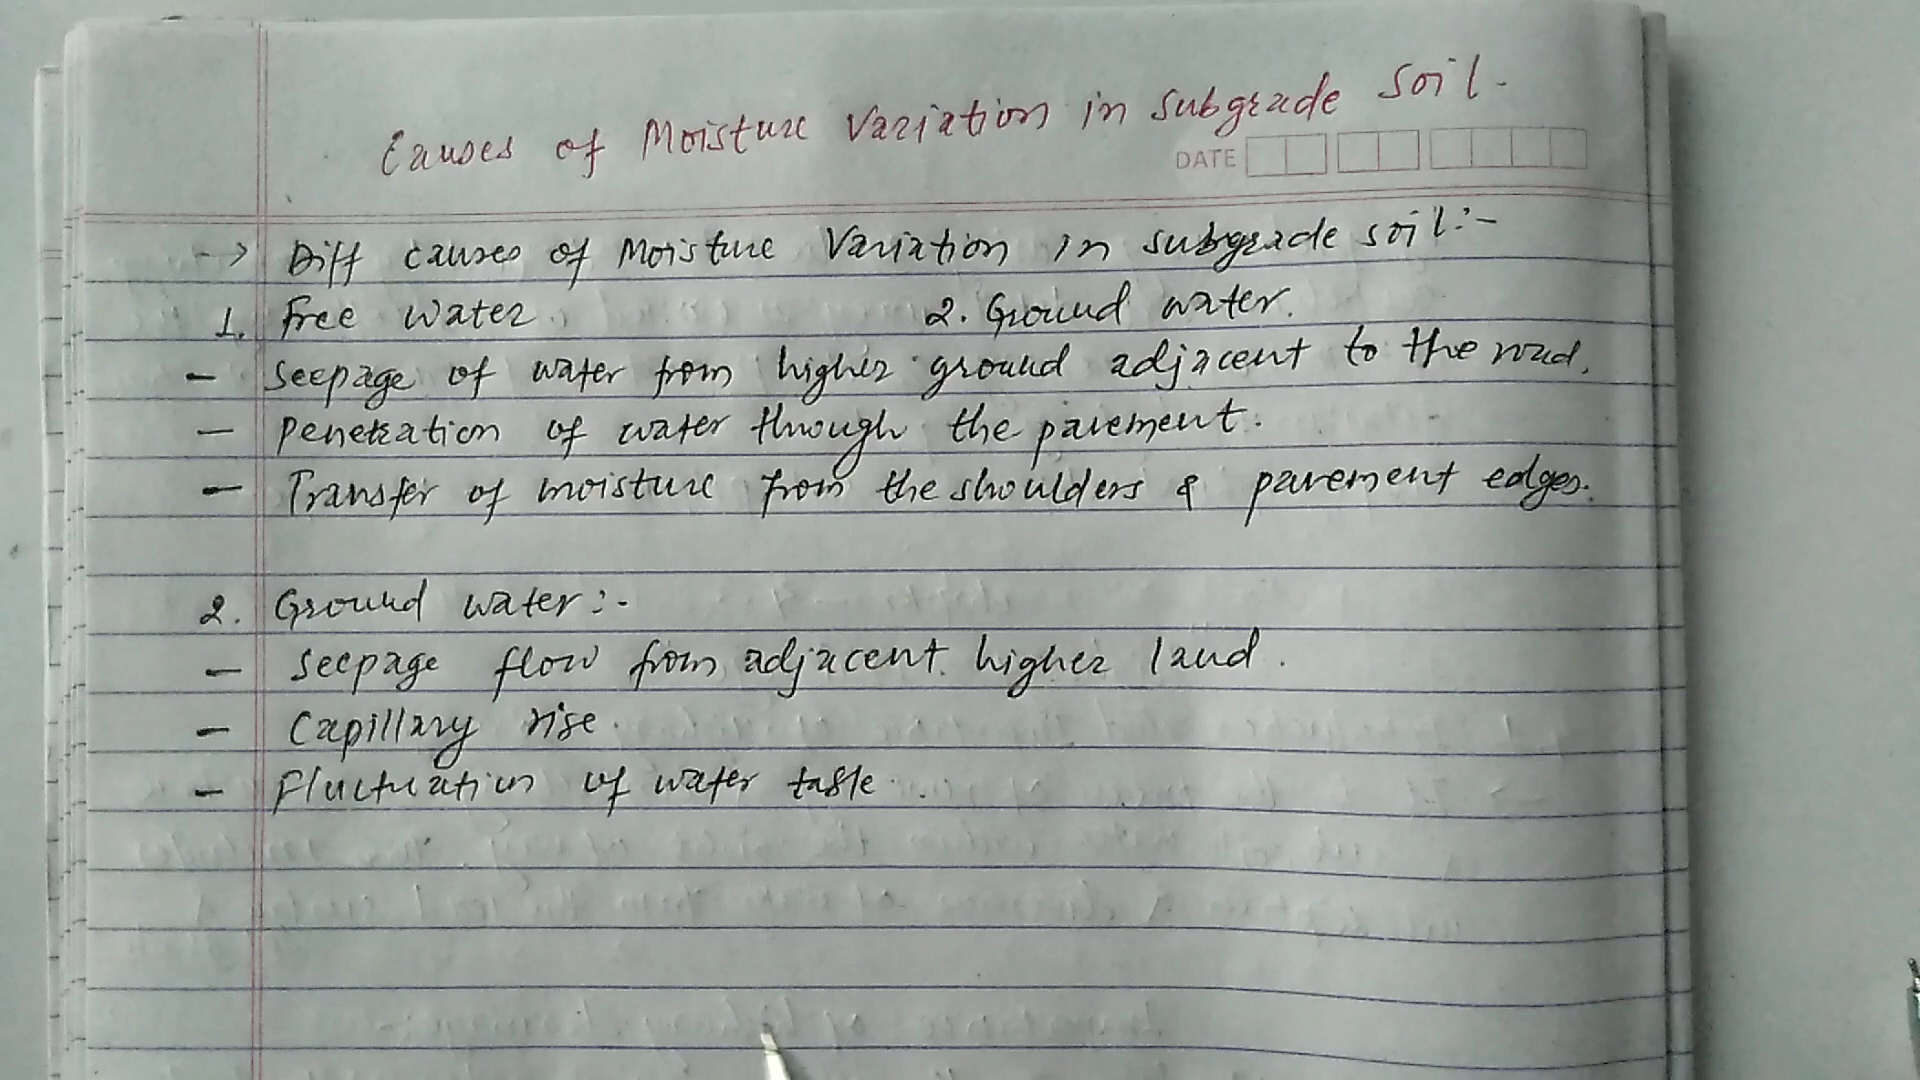 Causes of Moisture Variation in Subgrade Soil.
DATE
-> Diff causes of Moisture Variation in subgrade soil:-
1. Free Water. 2. Ground water.
- Seepage of water from higher ground adjacent to the road.
- Penetration of water through the pavement.
- Transfer of moisture from the shoulders & pavement edges.
2. Ground water:-
- Seepage flow from adjacent higher land.
- Capillary rise.
- Fluctuation of water table.